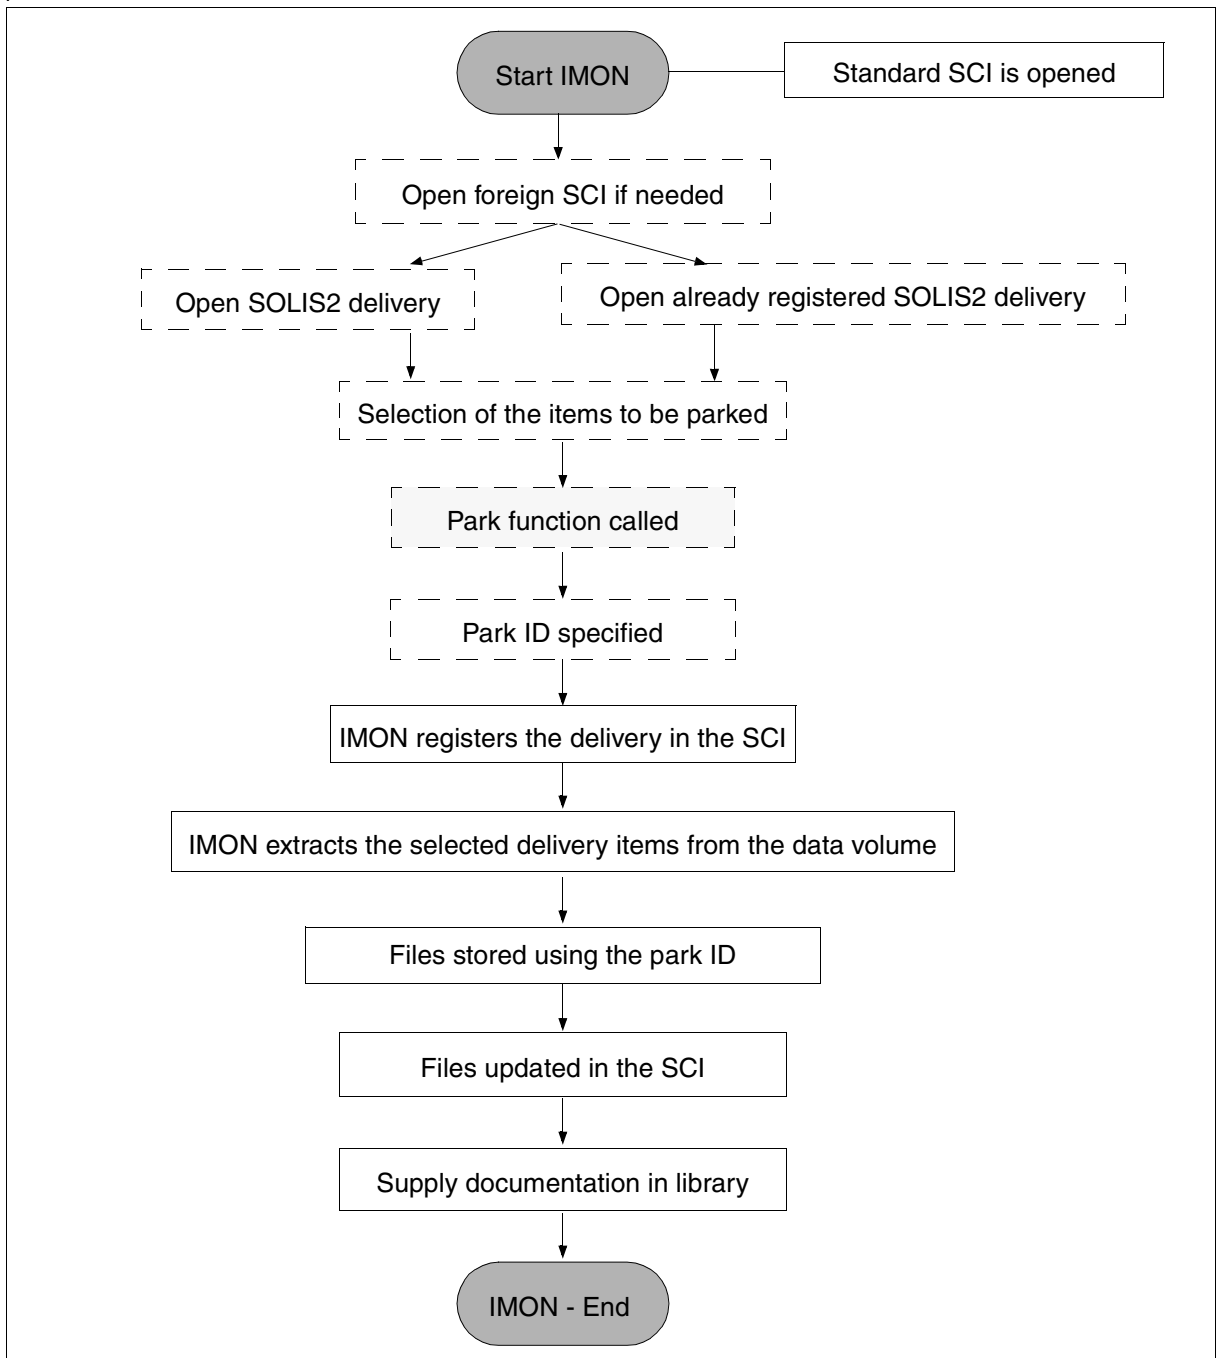 Start IMON
Standard SCI is opened
Open foreign SCI if needed
Open SOLIS2 delivery
Open already registered SOLIS2 delivery
Selection of the items to be parked
Park function called
Park ID specified
IMON registers the delivery in the SCI
IMON extracts the selected delivery items from the data volume
Files stored using the park ID
Files updated in the SCI
Supply documentation in library
IMON - End